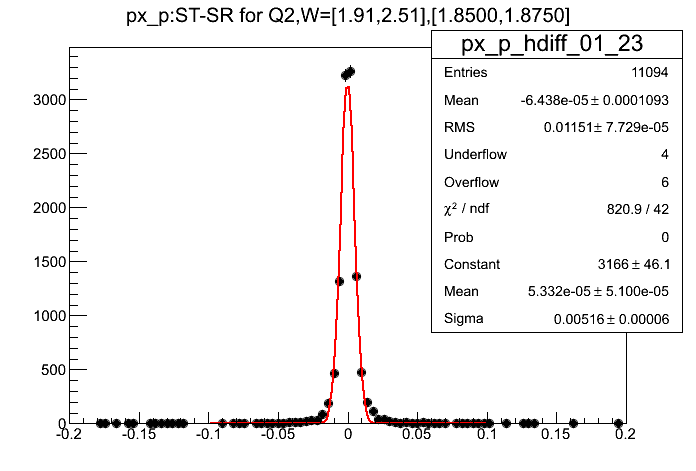 px_p:ST-SR for Q2,W=[1.91,2.51],[1.8500,1.8750]
px_p_hdiff_01_23
Entries 11094
Mean -6.438e-05 ± 0.0001093
RMS 0.01151 ± 7.729e-05
Underflow 4
Overflow 6
χ² / ndf 820.9 / 42
Prob 0
Constant 3166 ± 46.1
Mean 5.332e-05 ± 5.100e-05
Sigma 0.00516 ± 0.00006
3000
2500
2000
1500
1000
500
0
-0.2 -0.15 -0.1 -0.05 0 0.05 0.1 0.15 0.2